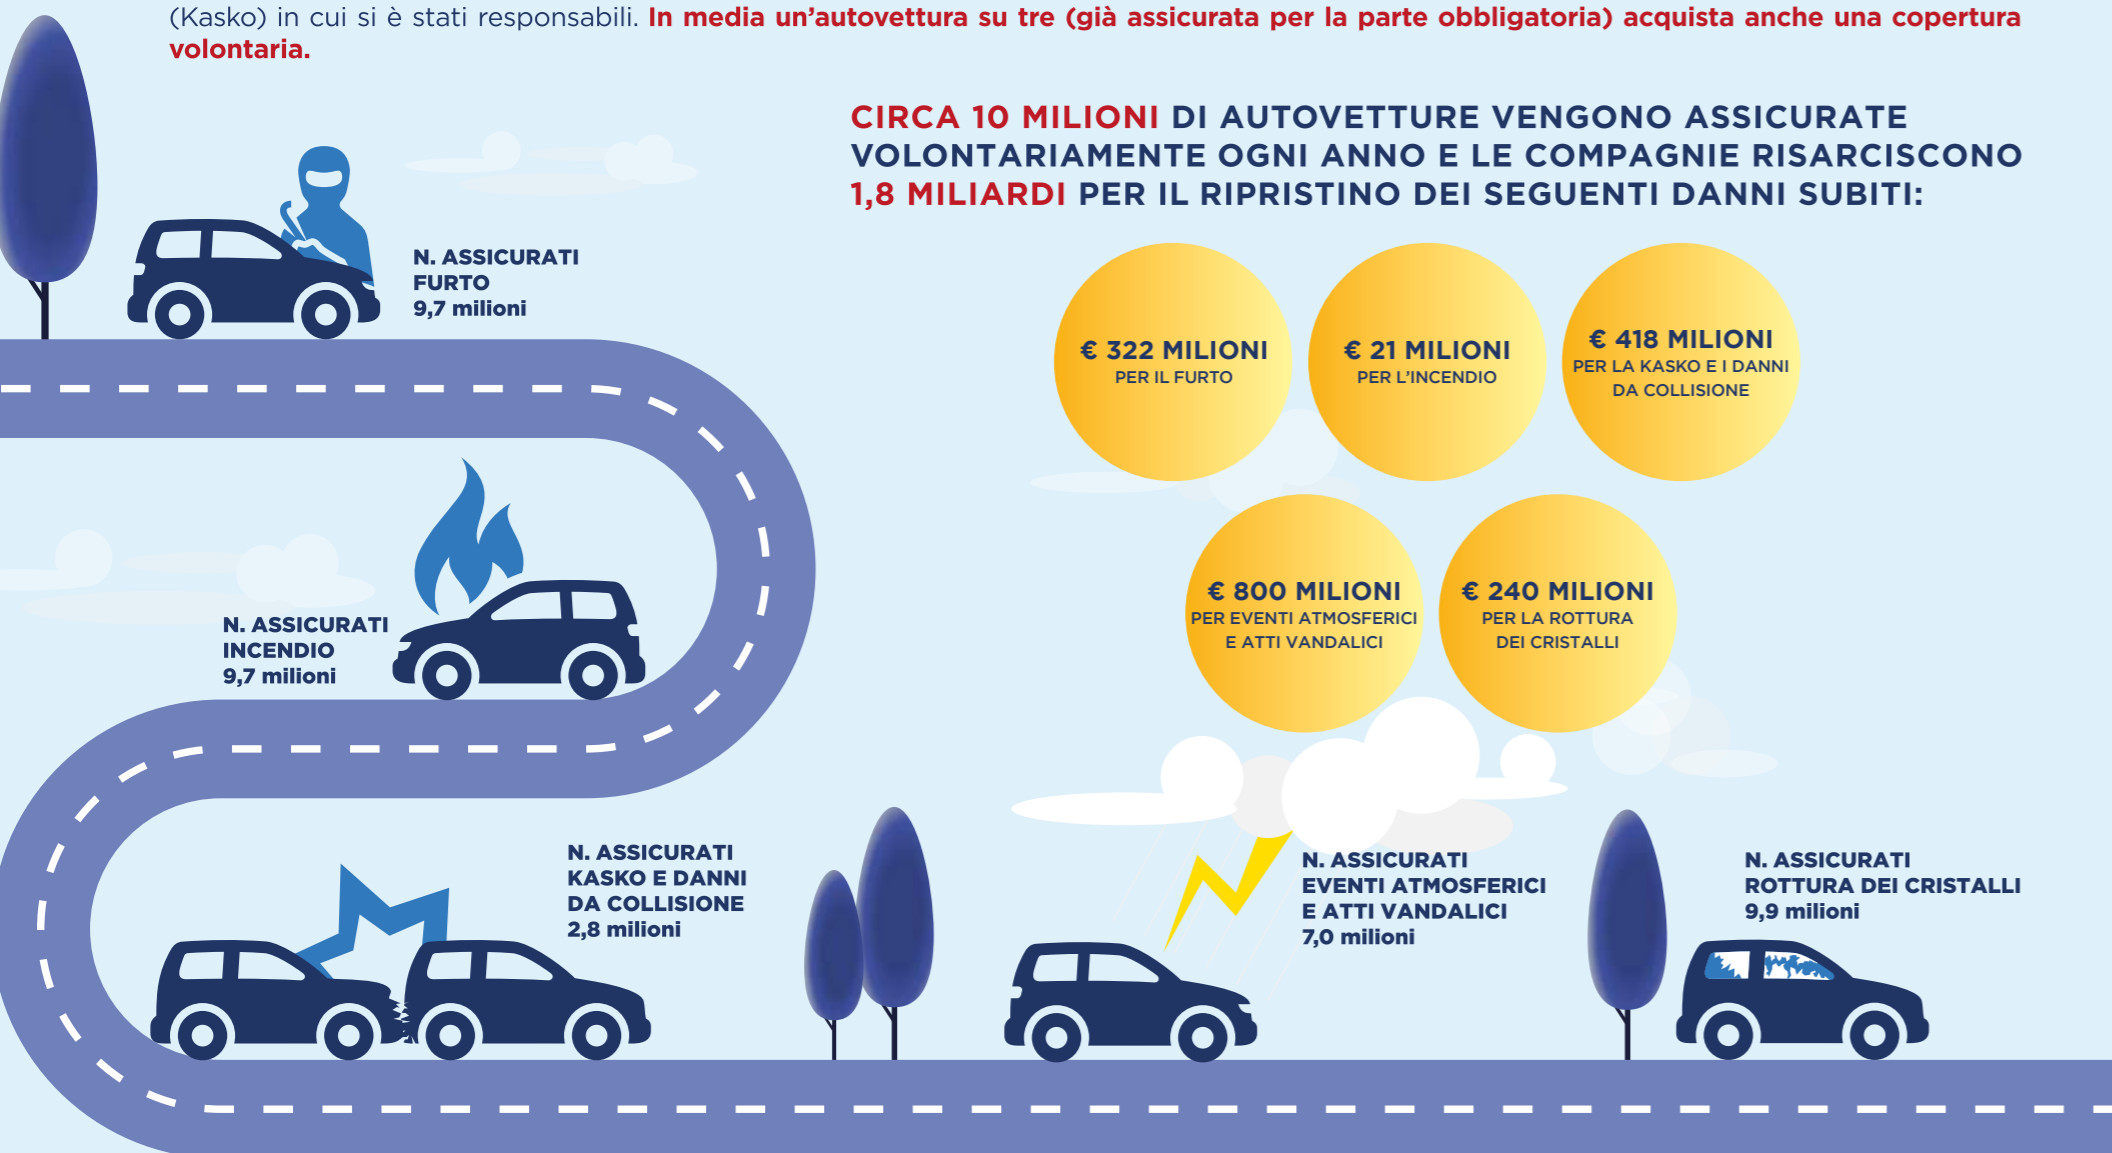 (Kasko) in cui si è stati responsabili. In media un'autovettura su tre (già assicurata per la parte obbligatoria) acquista anche una copertura
volontaria.
CIRCA 10 MILIONI DI AUTOVETTURE VENGONO ASSICURATE
VOLONTARIAMENTE OGNI ANNO E LE COMPAGNIE RISARCISCONO
1,8 MILIARDI PER IL RIPRISTINO DEI SEGUENTI DANNI SUBITI:
N. ASSICURATI
FURTO
9,7 milioni
€ 322 MILIONI
PER IL FURTO
€ 21 MILIONI
PER L'INCENDIO
€ 418 MILIONI
PER LA KASKO E I DANNI
DA COLLISIONE
€ 800 MILIONI
PER EVENTI ATMOSFERICI
E ATTI VANDALICI
€ 240 MILIONI
PER LA ROTTURA
DEI CRISTALLI
N. ASSICURATI
INCENDIO
9,7 milioni
N. ASSICURATI
KASKO E DANNI
DA COLLISIONE
2,8 milioni
N. ASSICURATI
EVENTI ATMOSFERICI
E ATTI VANDALICI
7,0 milioni
N. ASSICURATI
ROTTURA DEI CRISTALLI
9,9 milioni